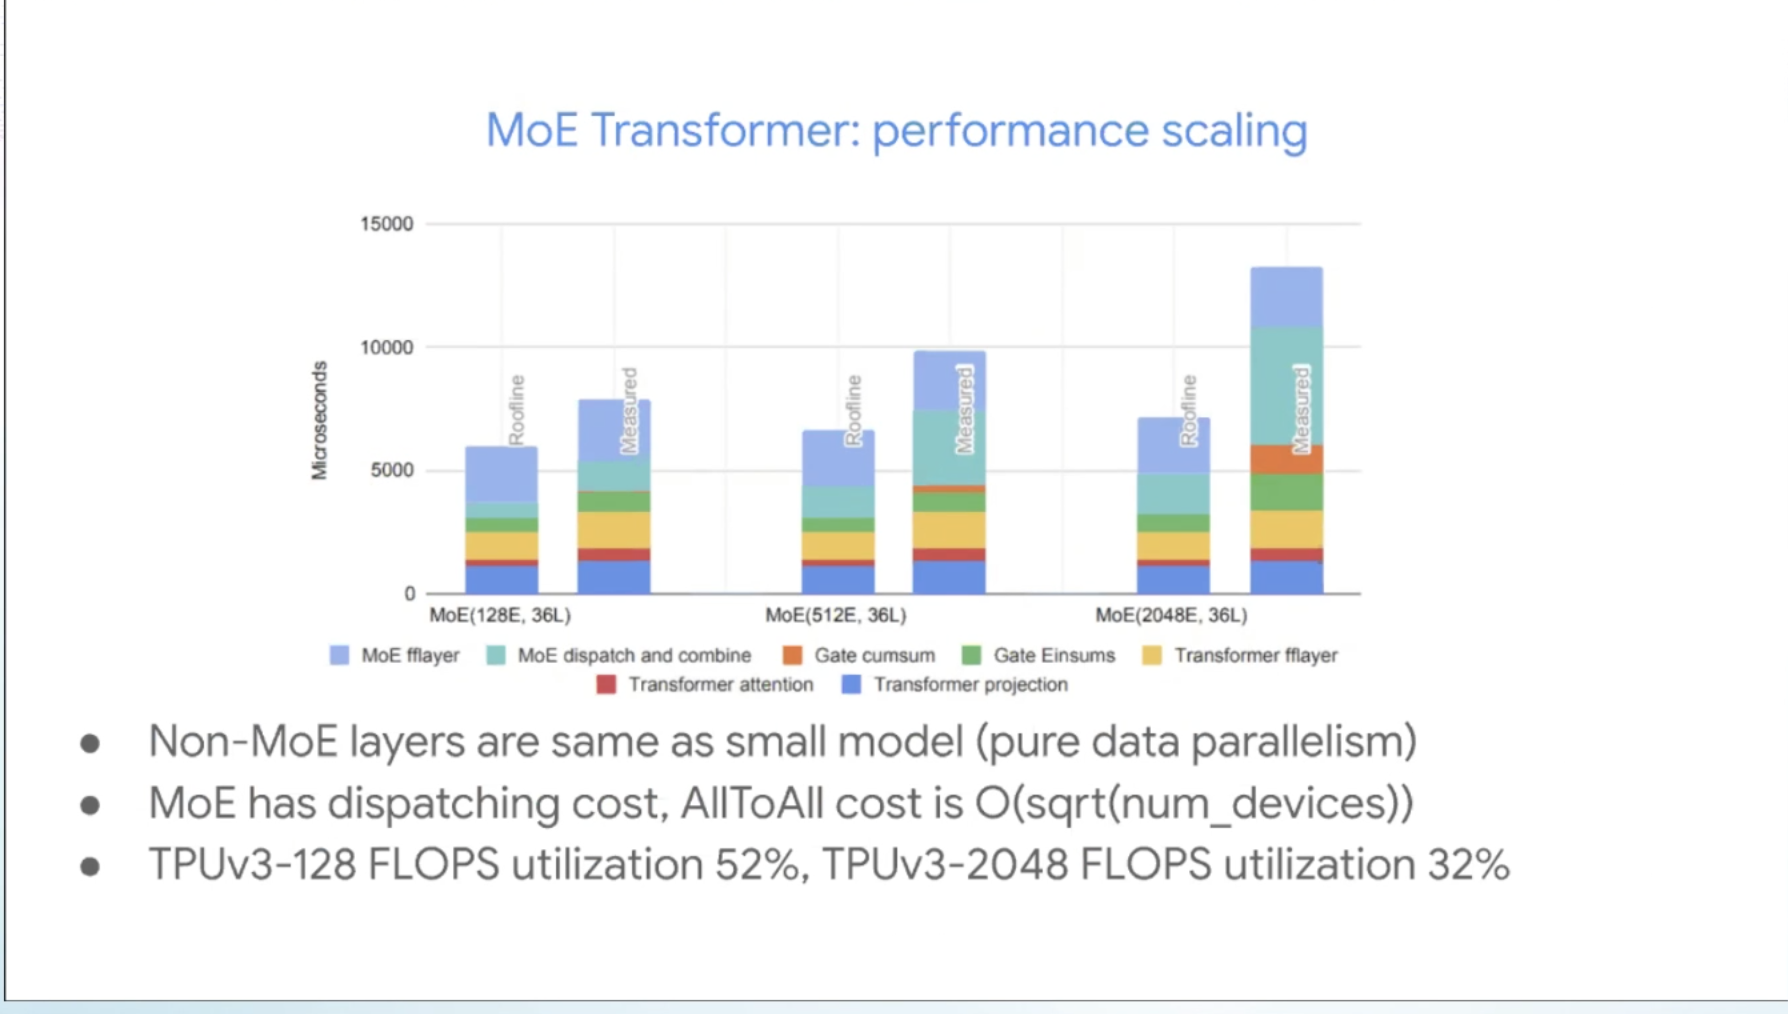 MoE Transformer: performance scaling
15000
10000
5000
0
Microseconds
Roofline
Measured
Roofline
Measured
Roofline
Measured
MoE(128E, 36L)
MoE(512E, 36L)
MoE(2048E, 36L)
MoE fflayer
MoE dispatch and combine
Gate cumsum
Gate Einsums
Transformer fflayer
Transformer attention
Transformer projection
● Non-MoE layers are same as small model (pure data parallelism)
● MoE has dispatching cost, AllToAll cost is O(sqrt(num_devices))
● TPUv3-128 FLOPS utilization 52%, TPUv3-2048 FLOPS utilization 32%